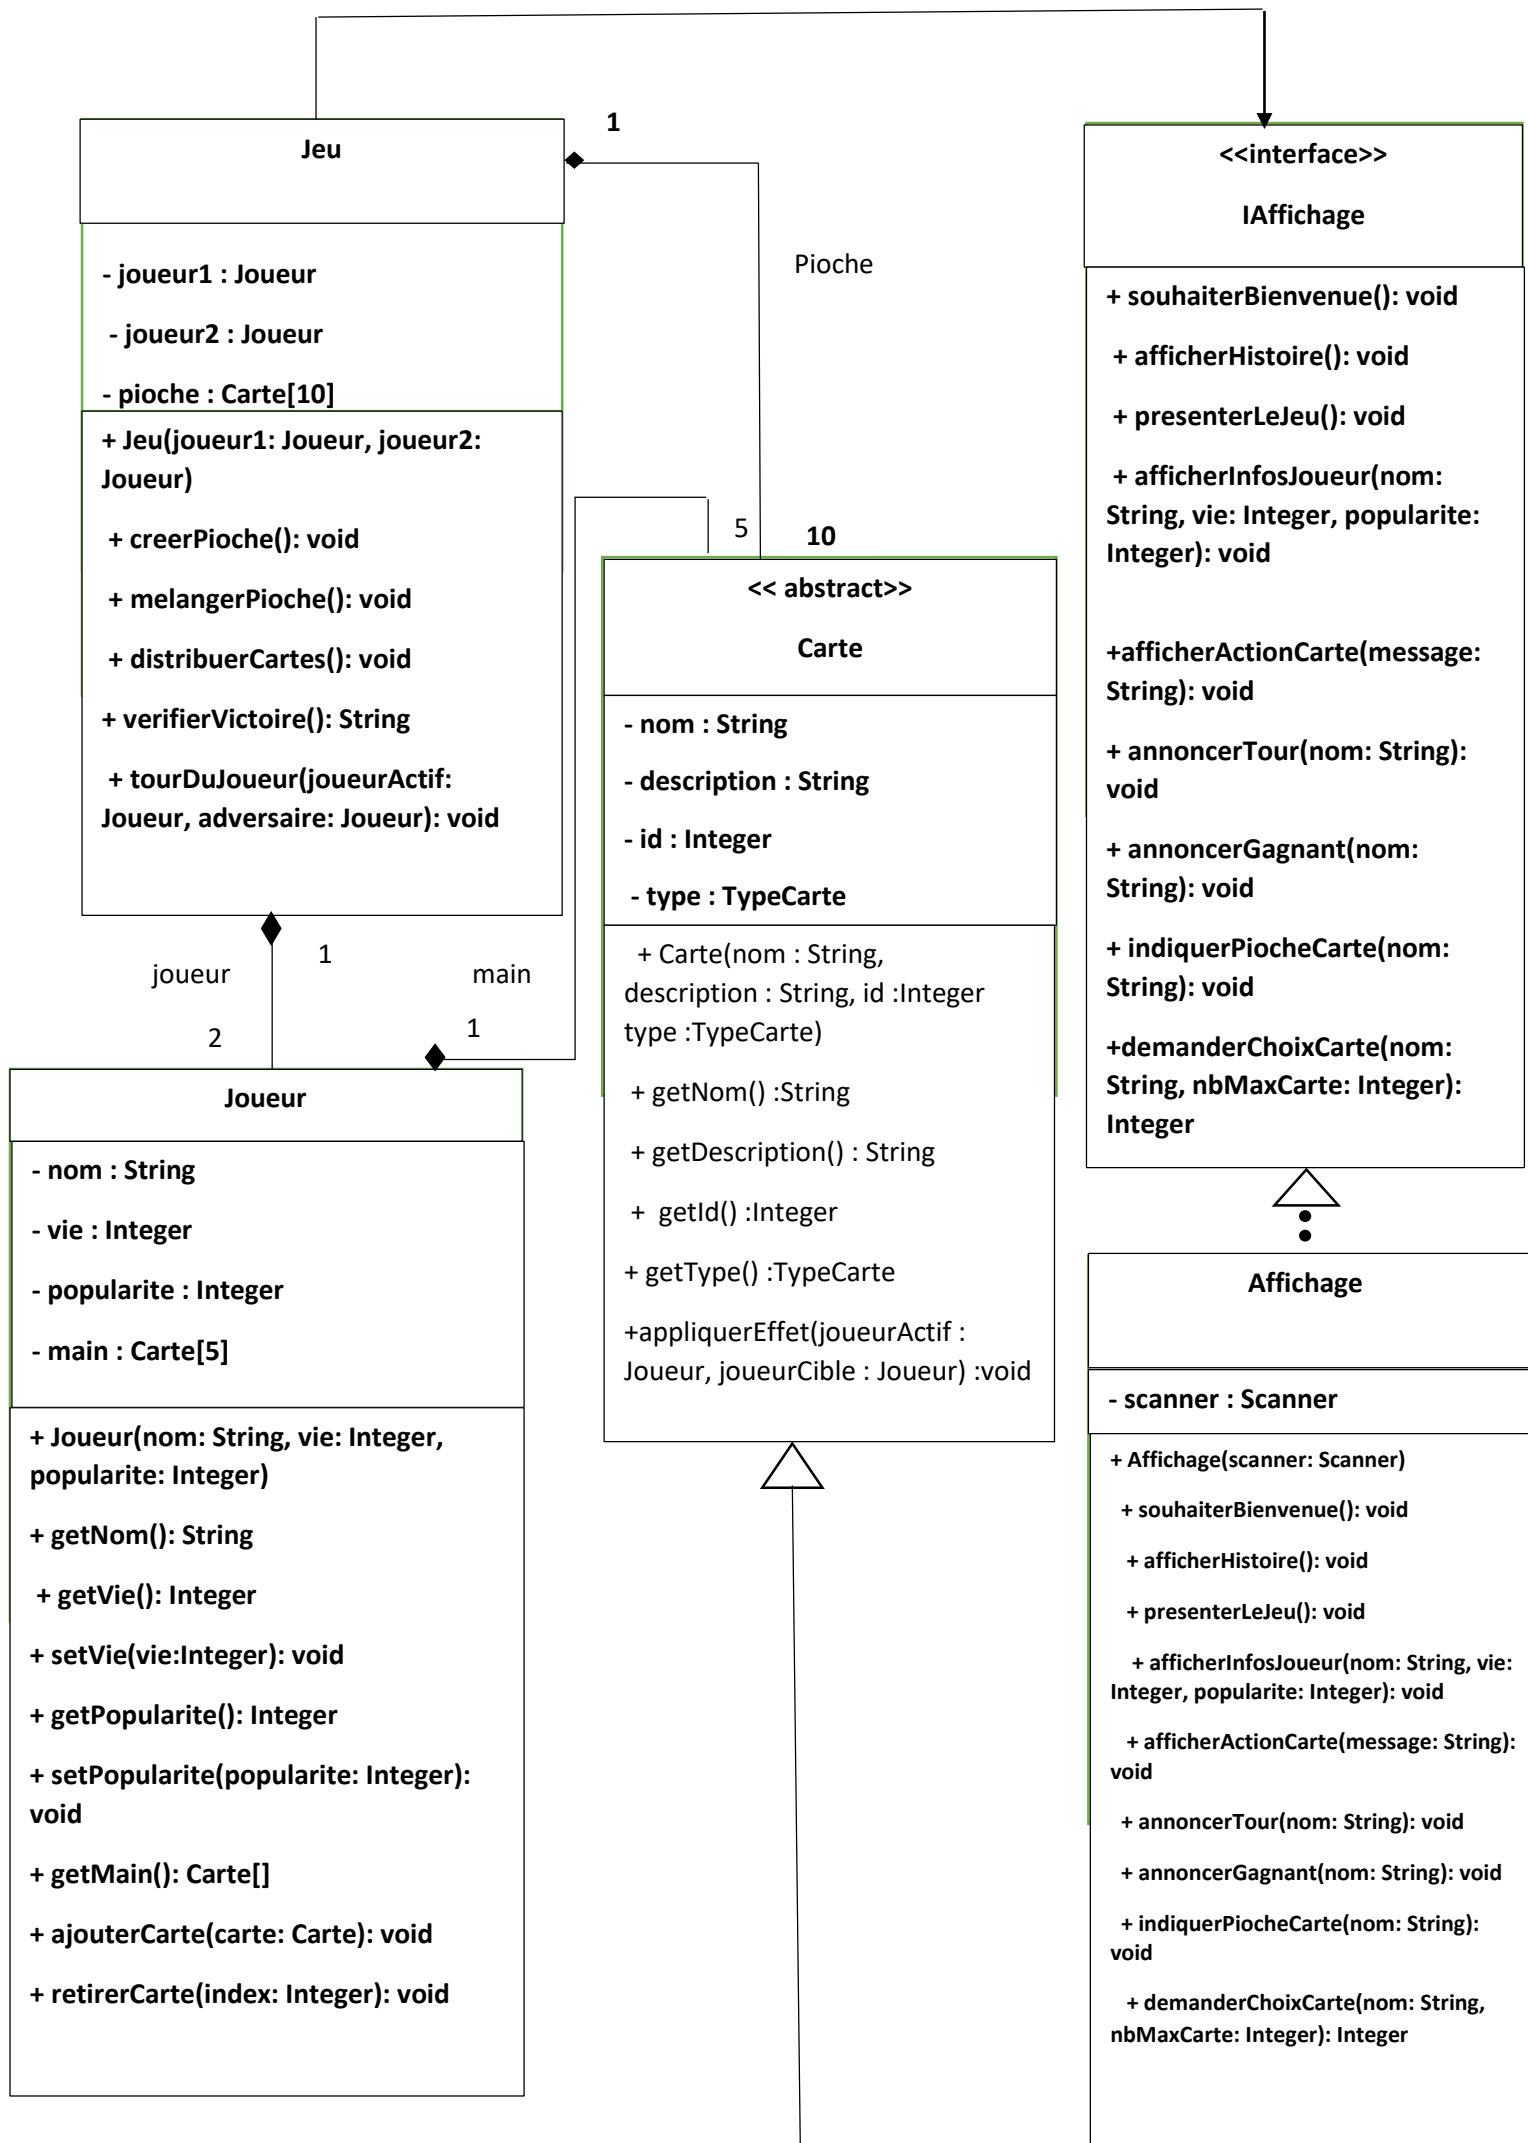 Jeu
- joueur1 : Joueur
- joueur2 : Joueur
- pioche : Carte[10]
+ Jeu(joueur1: Joueur, joueur2:
Joueur)
+ creerPioche(): void
+ melangerPioche(): void
+ distribuerCartes(): void
+ verifierVictoire(): String
+ tourDuJoueur(joueurActif:
Joueur, adversaire: Joueur): void
1
Pioche
5
10
joueur
1
2
main
1
Joueur
- nom : String
- vie : Integer
- popularite : Integer
- main : Carte[5]
+ Joueur(nom: String, vie: Integer,
popularite: Integer)
+ getNom(): String
+ getVie(): Integer
+ setVie(vie:Integer): void
+ getPopularite(): Integer
+ setPopularite(popularite: Integer):
void
+ getMain(): Carte[]
+ ajouterCarte(carte: Carte): void
+ retirerCarte(index: Integer): void
<< abstract>>
Carte
- nom : String
- description : String
- id : Integer
- type : TypeCarte
+ Carte(nom : String,
description : String, id :Integer
type :TypeCarte)
+ getNom() :String
+ getDescription() : String
+ getId() :Integer
+ getType() :TypeCarte
+appliquerEffet(joueurActif :
Joueur, joueurCible : Joueur) :void
<<interface>>
IAffichage
+ souhaiterBienvenue(): void
+ afficherHistoire(): void
+ presenterLeJeu(): void
+ afficherInfosJoueur(nom:
String, vie: Integer, popularite:
Integer): void
+afficherActionCarte(message:
String): void
+ annoncerTour(nom: String):
void
+ annoncerGagnant(nom:
String): void
+ indiquerPiocheCarte(nom:
String): void
+demanderChoixCarte(nom:
String, nbMaxCarte: Integer):
Integer
Affichage
- scanner : Scanner
+ Affichage(scanner: Scanner)
+ souhaiterBienvenue(): void
+ afficherHistoire(): void
+ presenterLeJeu(): void
+ afficherInfosJoueur(nom: String, vie:
Integer, popularite: Integer): void
+ afficherActionCarte(message: String):
void
+ annoncerTour(nom: String): void
+ annoncerGagnant(nom: String): void
+ indiquerPiocheCarte(nom: String):
void
+ demanderChoixCarte(nom: String,
nbMaxCarte: Integer): Integer